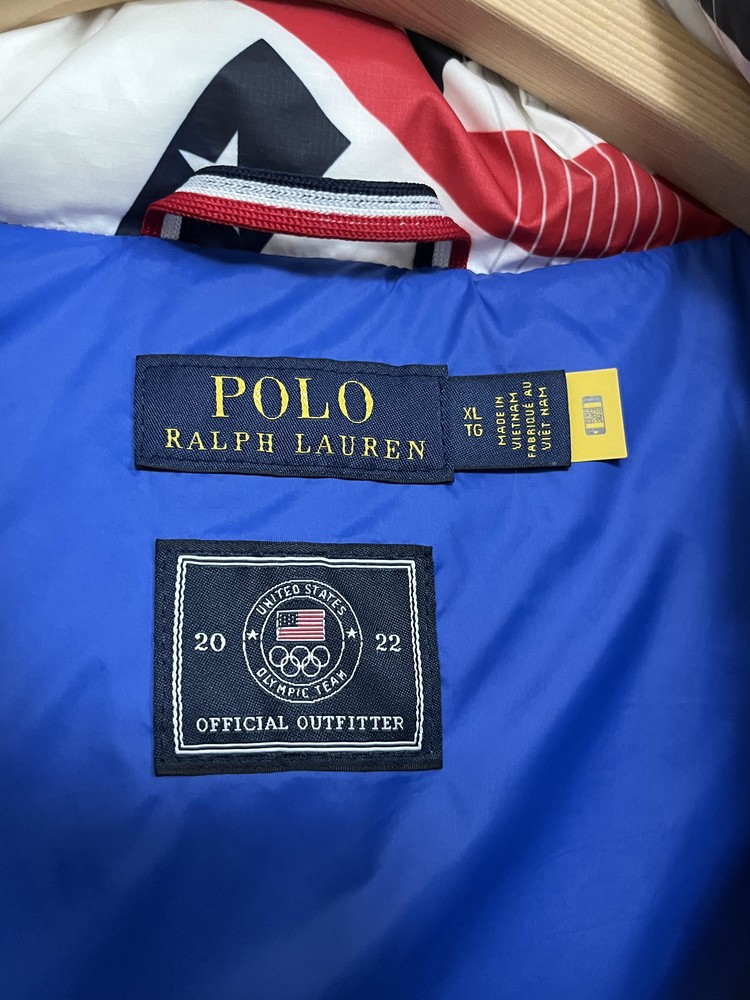 POLO
RALPH LAUREN
XL
TG
MADE IN
VIETNAM
FABRIQUÉ AU
VIÊT NAM
UNITED STATES
20
22
OLYMPIC TEAM
OFFICIAL OUTFITTER